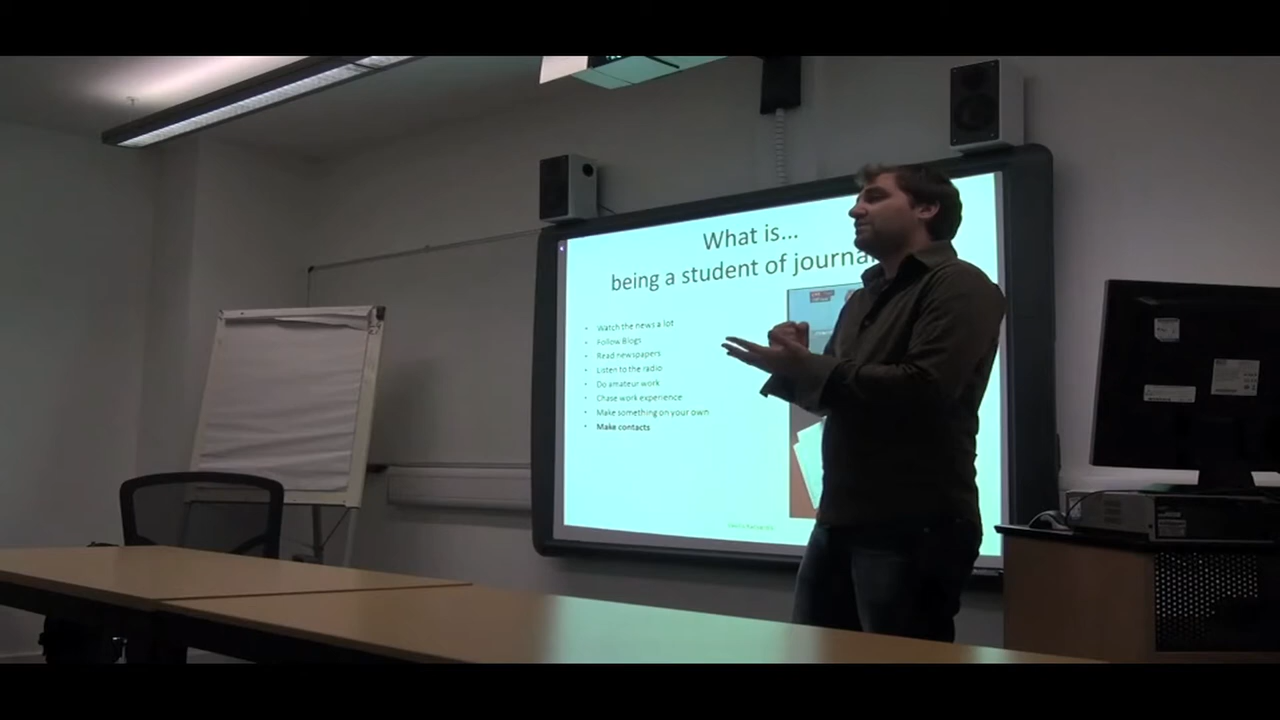 What is...
being a student of journa
• Watch the news a lot
• Follow Blogs
• Read newspapers
• Listen to the radio
• Do amateur work
• Chase work experience
• Make something on your own
• Make contacts